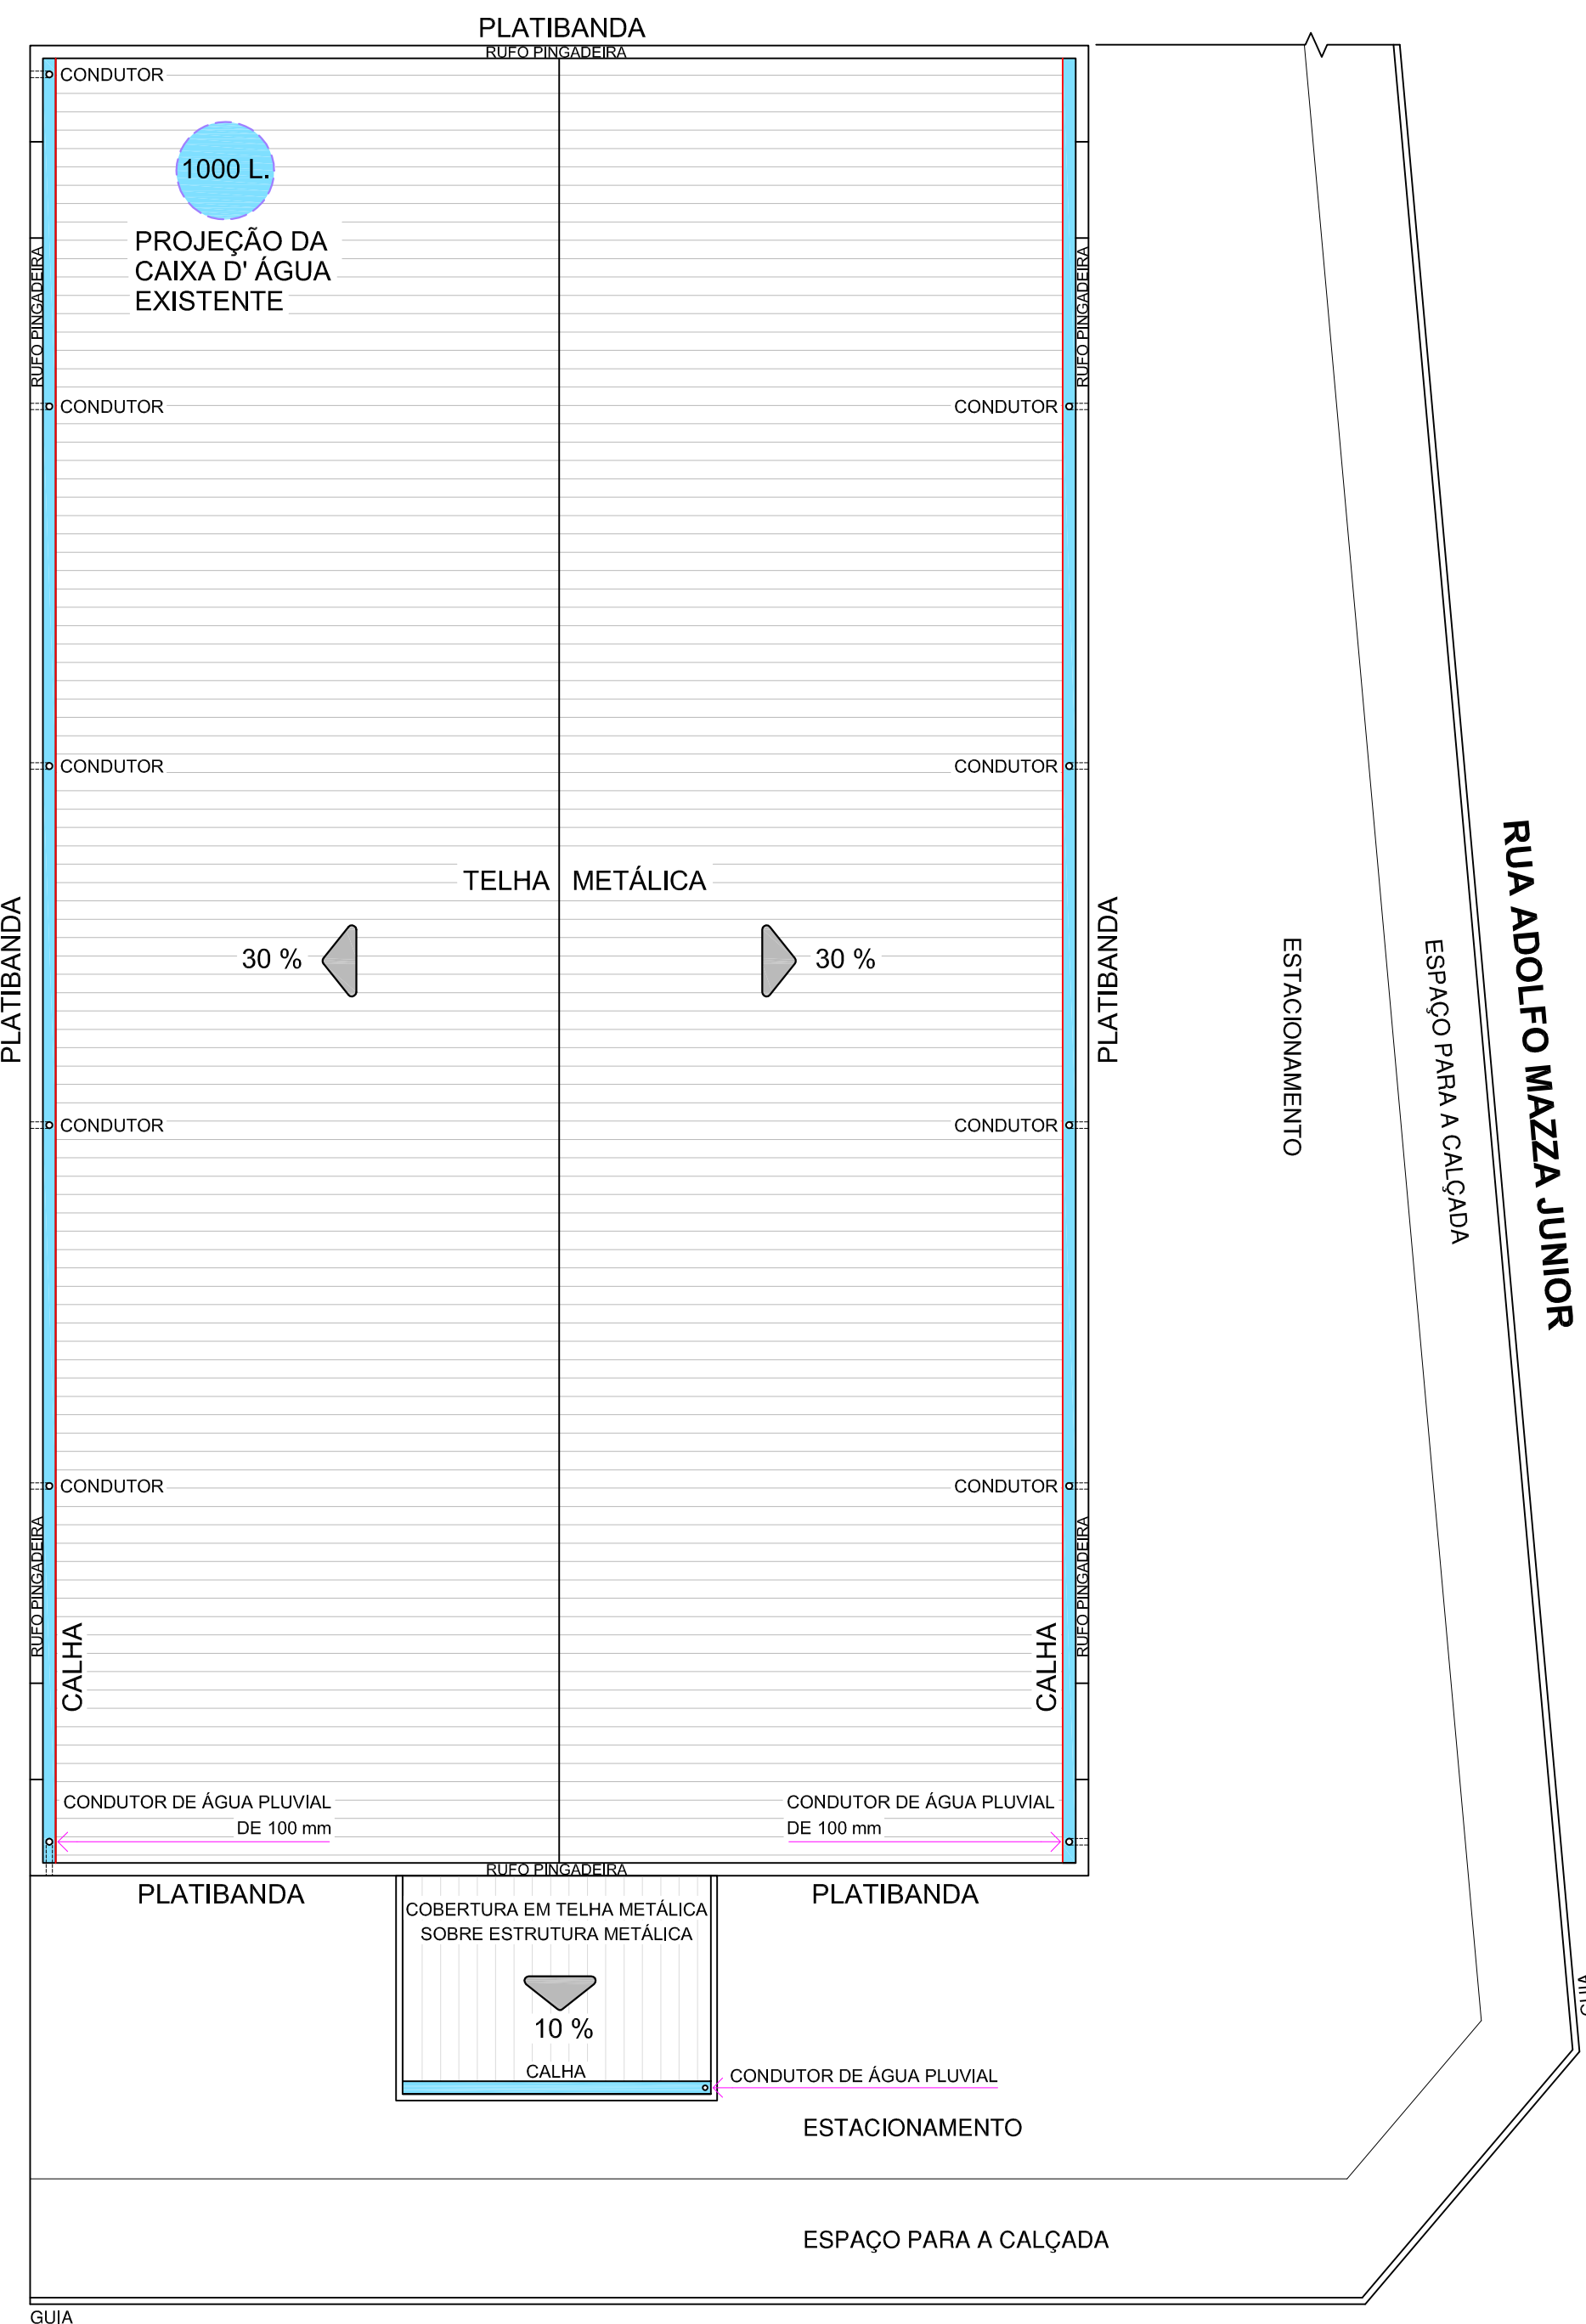 PLATIBANDA
RUFO PINGADEIRA
CONDUTOR
1000 L.
PROJEÇÃO DA
CAIXA D' ÁGUA
EXISTENTE
RUFO PINGADEIRA
RUFO PINGADEIRA
CONDUTOR
CONDUTOR
CONDUTOR
CONDUTOR
TELHA METÁLICA
30 %
30 %
PLATIBANDA
PLATIBANDA
ESTACIONAMENTO
ESPAÇO PARA A CALÇADA
RUA ADOLFO MAZZA JUNIOR
CONDUTOR
CONDUTOR
CONDUTOR
CONDUTOR
RUFO PINGADEIRA
RUFO PINGADEIRA
CALHA
CALHA
CONDUTOR DE ÁGUA PLUVIAL
DE 100 mm
CONDUTOR DE ÁGUA PLUVIAL
DE 100 mm
RUFO PINGADEIRA
PLATIBANDA
PLATIBANDA
COBERTURA EM TELHA METÁLICA
SOBRE ESTRUTURA METÁLICA
10 %
CALHA
CONDUTOR DE ÁGUA PLUVIAL
GUIA
ESTACIONAMENTO
ESPAÇO PARA A CALÇADA
GUIA